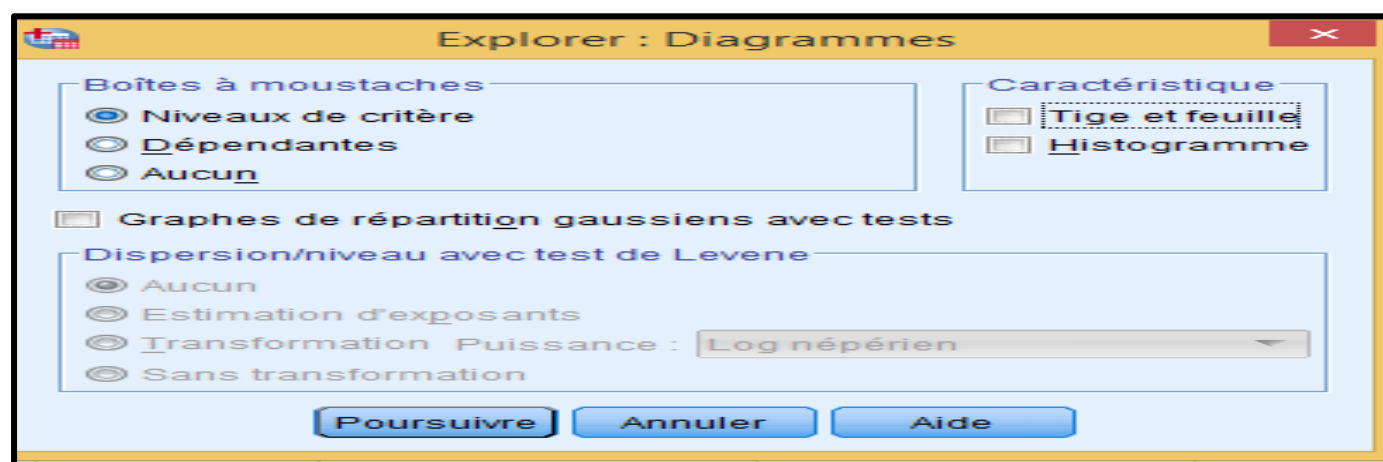 Explorer : Diagrammes
Boîtes à moustaches
Niveaux de critère
Dépendantes
Aucun
Caractéristique
Tige et feuille
Histogramme
Graphes de répartition gaussiens avec tests
Dispersion/niveau avec test de Levene
Aucun
Estimation d'exposants
Transformation Puissance : Log népérien
Sans transformation
Poursuivre Annuler Aide